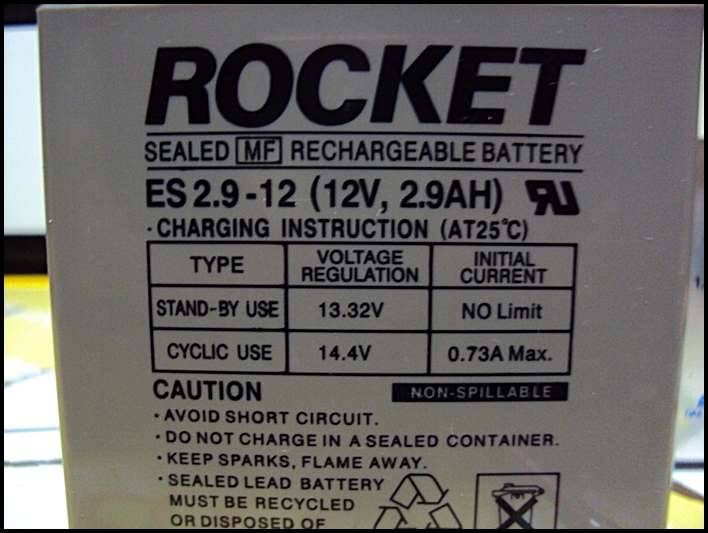 ROCKET
SEALED MF RECHARGEABLE BATTERY
ES 2.9-12 (12V, 2.9AH) RU
· CHARGING INSTRUCTION (AT25℃)
TYPE VOLTAGE REGULATION INITIAL CURRENT
STAND-BY USE 13.32V NO Limit
CYCLIC USE 14.4V 0.73A Max.
CAUTION NON-SPILLABLE
· AVOID SHORT CIRCUIT.
· DO NOT CHARGE IN A SEALED CONTAINER.
· KEEP SPARKS, FLAME AWAY.
· SEALED LEAD BATTERY
MUST BE RECYCLED
OR DISPOSED OF